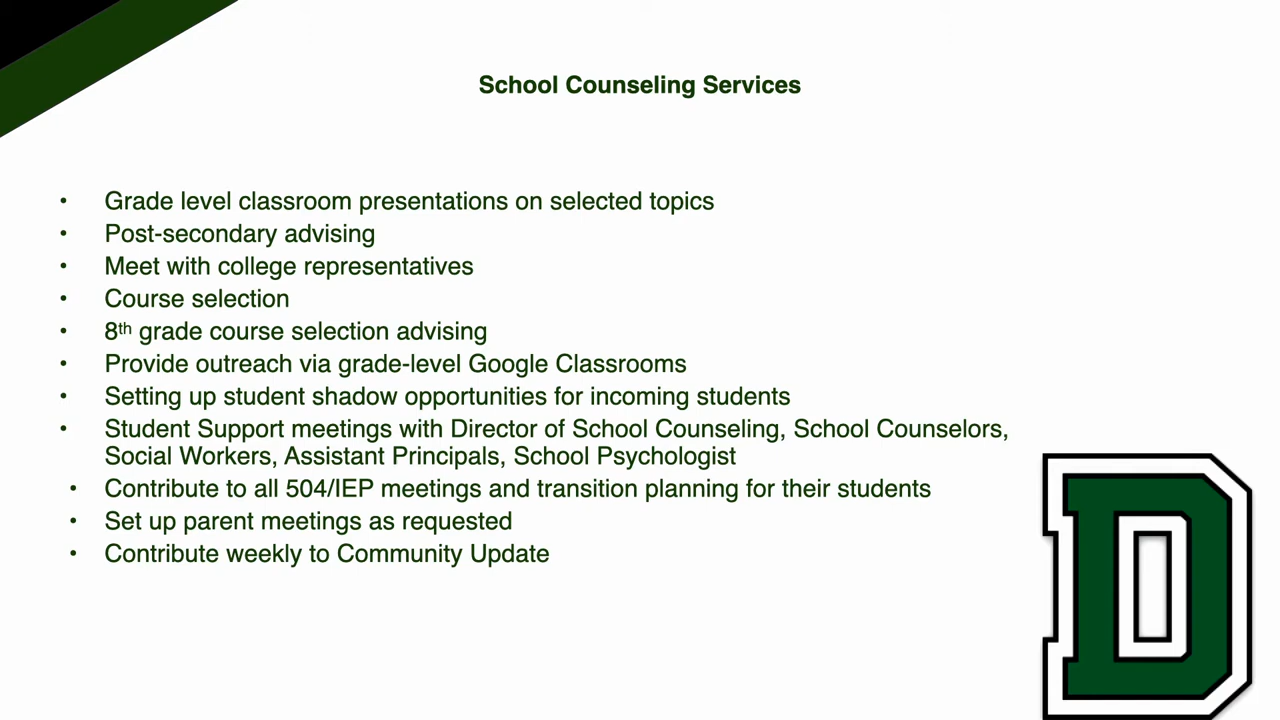 School Counseling Services
• Grade level classroom presentations on selected topics
• Post-secondary advising
• Meet with college representatives
• Course selection
• 8th grade course selection advising
• Provide outreach via grade-level Google Classrooms
• Setting up student shadow opportunities for incoming students
• Student Support meetings with Director of School Counseling, School Counselors,
Social Workers, Assistant Principals, School Psychologist
• Contribute to all 504/IEP meetings and transition planning for their students
• Set up parent meetings as requested
• Contribute weekly to Community Update
D